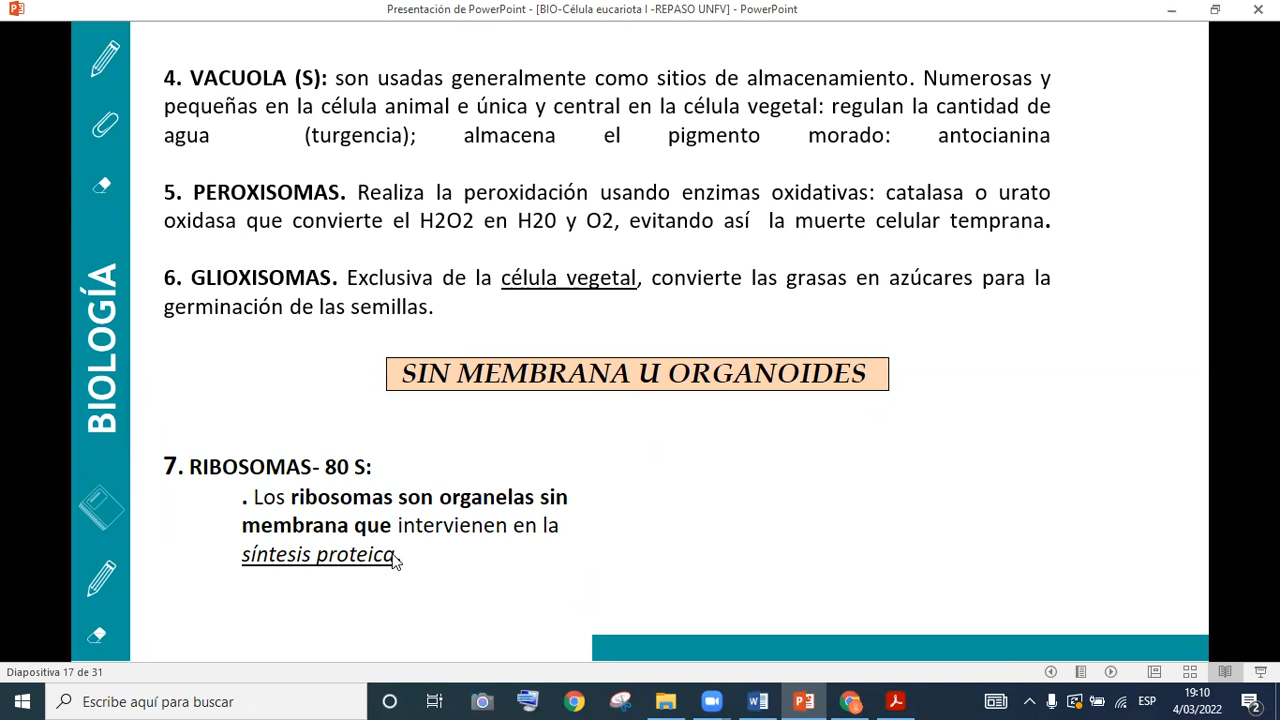 Presentación de PowerPoint - [BIO-Célula eucariota I -REPASO UNFV] - PowerPoint
4. VACUOLA (S): son usadas generalmente como sitios de almacenamiento. Numerosas y
pequeñas en la célula animal e única y central en la célula vegetal: regulan la cantidad de
agua (turgencia); almacena el pigmento morado: antocianina
5. PEROXISOMAS. Realiza la peroxidación usando enzimas oxidativas: catalasa o urato
oxidasa que convierte el H2O2 en H20 y O2, evitando así la muerte celular temprana.
6. GLIOXISOMAS. Exclusiva de la célula vegetal, convierte las grasas en azúcares para la
germinación de las semillas.
SIN MEMBRANA U ORGANOIDES
BIOLOGÍA
7. RIBOSOMAS- 80 S:
. Los ribosomas son organelas sin
membrana que intervienen en la
síntesis proteica
Diapositiva 17 de 31
Escribe aquí para buscar
ESP
19:10
4/03/2022
2